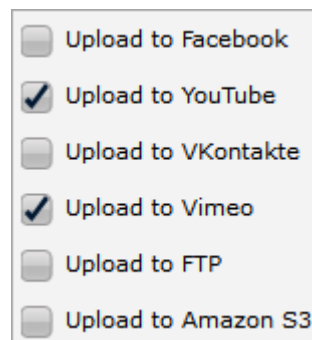 Upload to Facebook
Upload to YouTube
Upload to VKontakte
Upload to Vimeo
Upload to FTP
Upload to Amazon S3